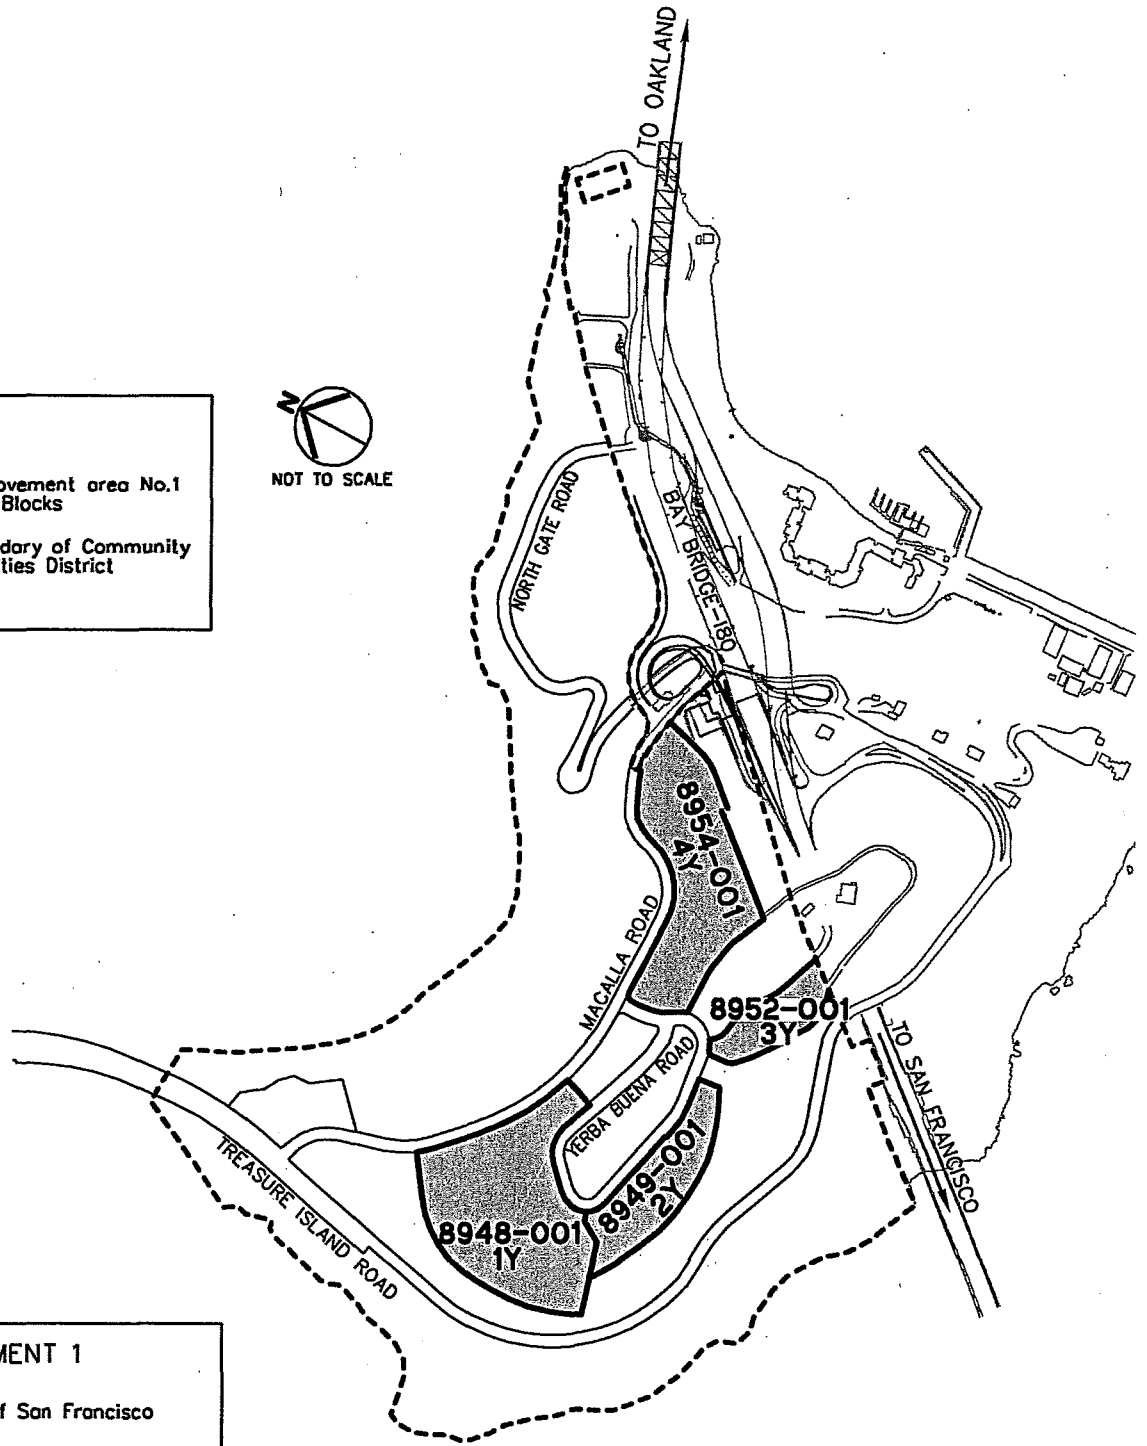 TO OAKLAND
N
NOT TO SCALE
ovement area No.1
Blocks
dary of Community
ties District
NORTH GATE ROAD
BAY BRIDGE-I80
8954-001
4Y
MACALLA ROAD
8952-001
3Y
YERBA BUENA ROAD
TO SAN FRANCISCO
8949-001
2Y
8948-001
1Y
TREASURE ISLAND ROAD
MENT 1
f San Francisco